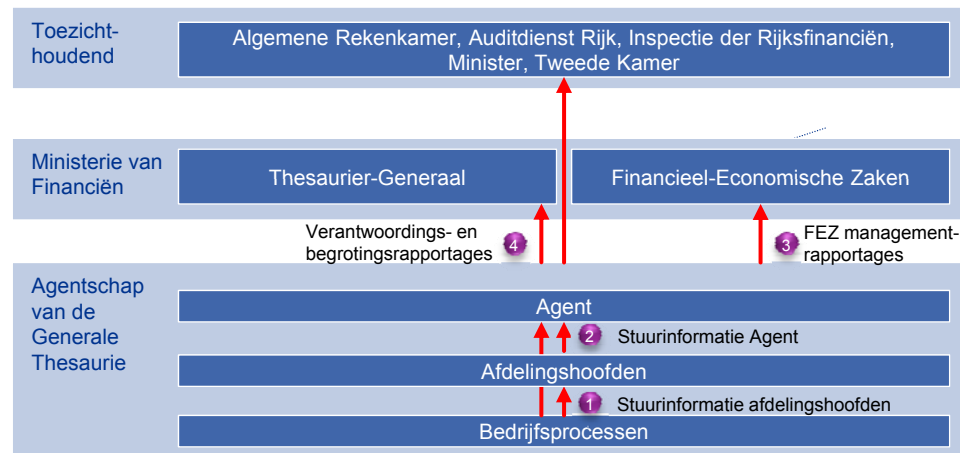 Toezicht-
houdend
Algemene Rekenkamer, Auditdienst Rijk, Inspectie der Rijksfinanciën,
Minister, Tweede Kamer
Ministerie van
Financiën
Thesaurier-Generaal
Financieel-Economische Zaken
Verantwoordings- en
begrotingsrapportages
4
3
FEZ management-
rapportages
Agentschap
van de
Generale
Thesaurie
Agent
2
Stuurinformatie Agent
Afdelingshoofden
1
Stuurinformatie afdelingshoofden
Bedrijfsprocessen